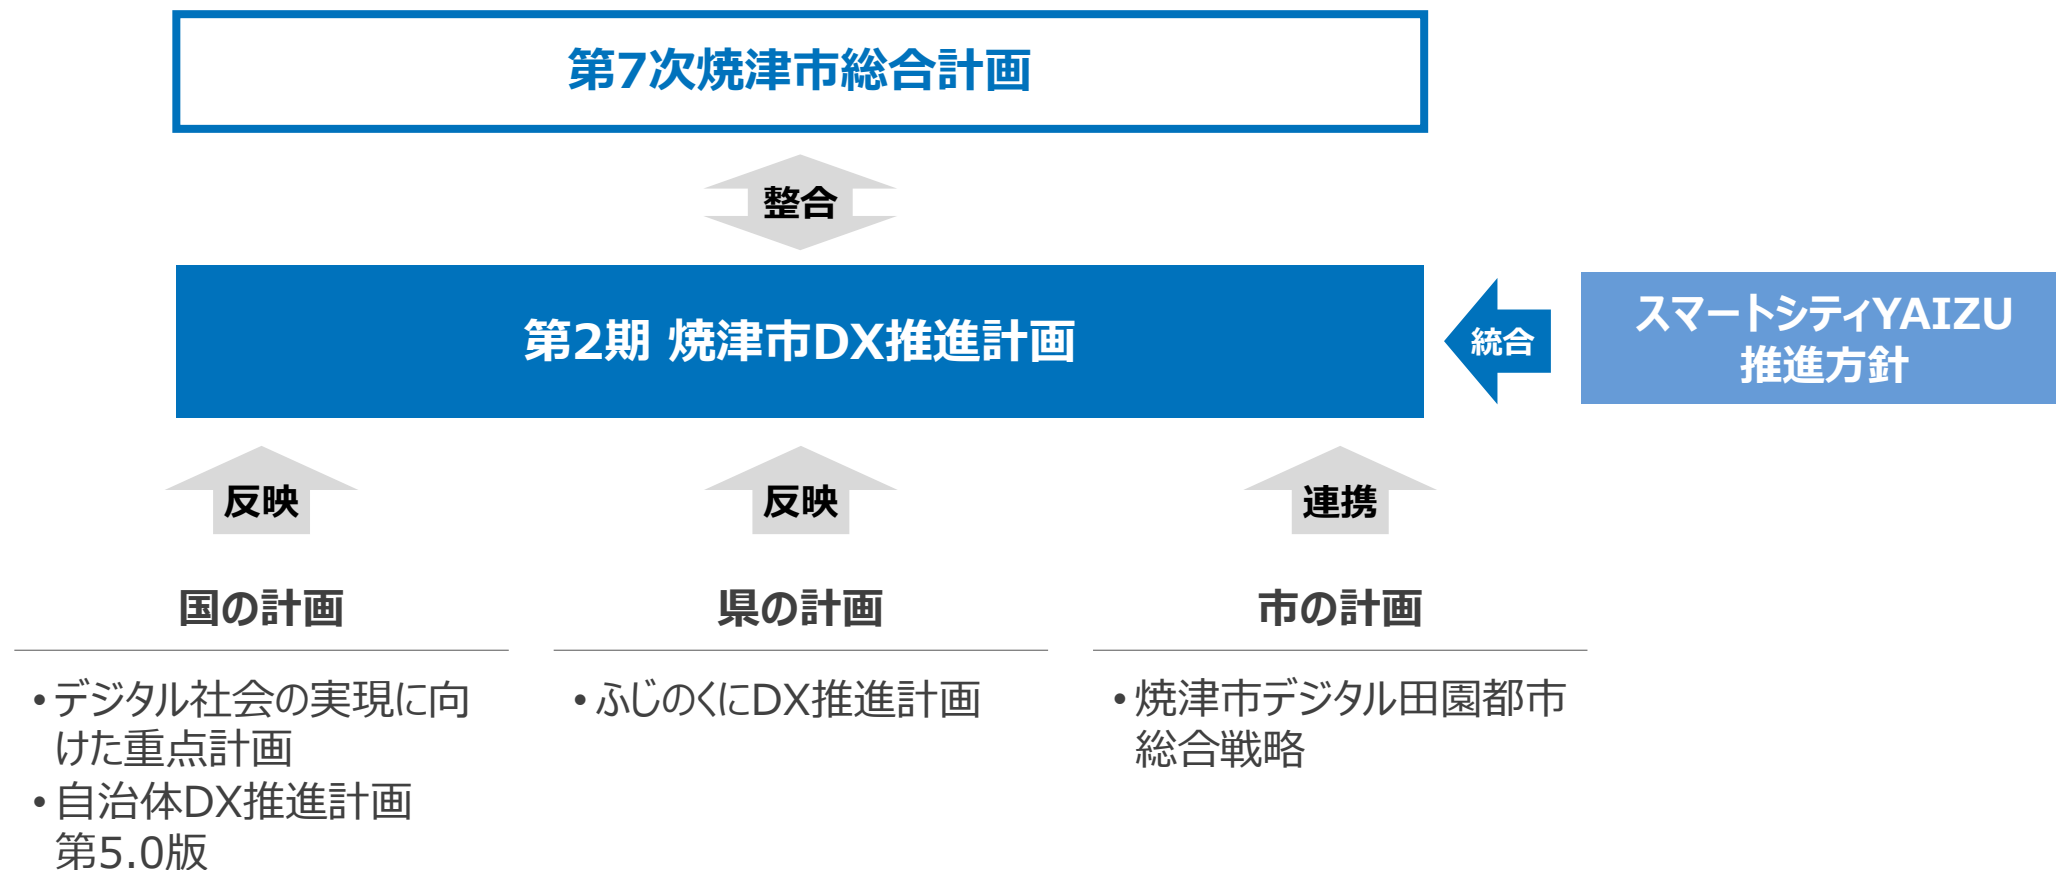 第7次焼津市総合計画
整合
第2期 焼津市DX推進計画
統合
スマートシティYAIZU
推進方針
反映
反映
連携
国の計画
・デジタル社会の実現に向
けた重点計画
・自治体DX推進計画
第5.0版
県の計画
・ふじのくにDX推進計画
市の計画
・焼津市デジタル田園都市
総合戦略